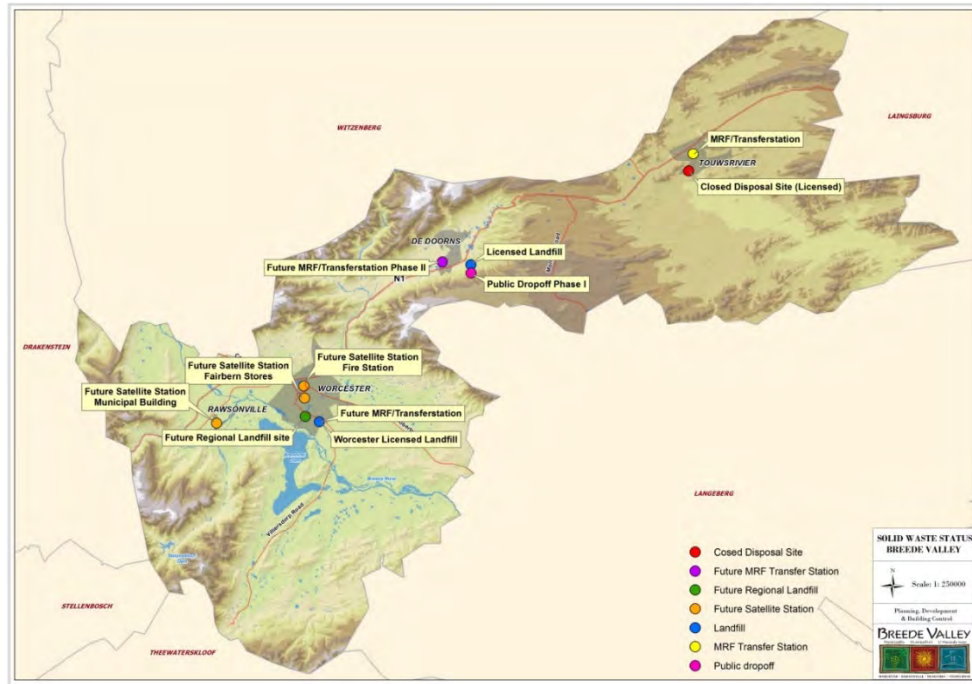 WITZENBERG
LAINGSBURG
MRF/Transferstation
TOUWSRIVIER
Closed Disposal Site (Licensed)
DE DOORNS
Licensed Landfill
Future MRF/Transferstation Phase II
N1
Public Dropoff Phase I
DRAKENSTEIN
Future Satellite Station
Fire Station
Future Satellite Station
Fairbern Stores
WORCESTER
Future Satellite Station
Municipal Building
RAWSONVILLE
Future MRF/Transferstation
Future Regional Landfill site
Worcester Licensed Landfill
LANGEBERG
Villiersdorp Road
STELLENBOSCH
THEEWATERSKLOOF
Cosed Disposal Site
Future MRF Transfer Station
Future Regional Landfill
Future Satellite Station
Landfill
MRF Transfer Station
Public dropoff
SOLID WASTE STATUS
BREEDE VALLEY
N
Scale: 1: 250000
Planning, Development
& Building Control
BREEDE VALLEY